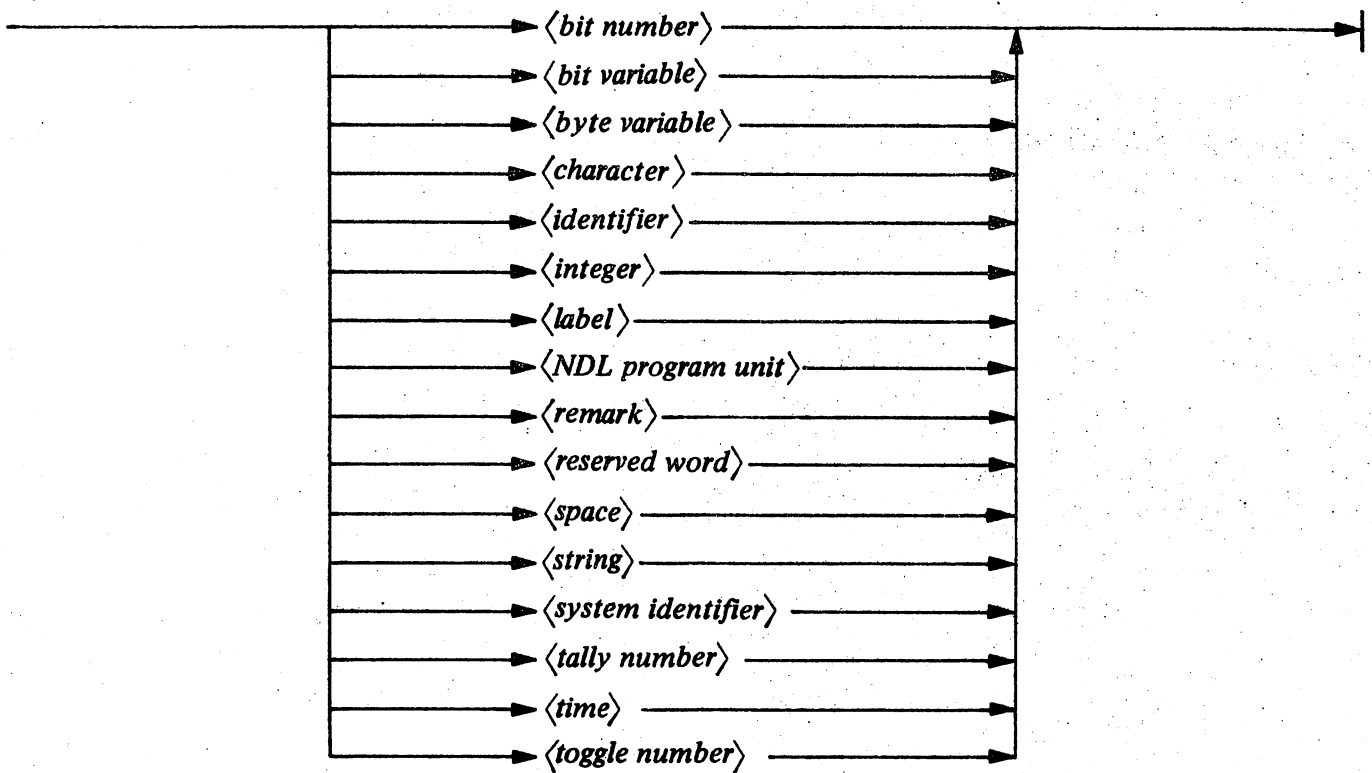 ⟨bit number⟩
⟨bit variable⟩
⟨byte variable⟩
⟨character⟩
⟨identifier⟩
⟨integer⟩
⟨label⟩
⟨NDL program unit⟩
⟨remark⟩
⟨reserved word⟩
⟨space⟩
⟨string⟩
⟨system identifier⟩
⟨tally number⟩
⟨time⟩
⟨toggle number⟩